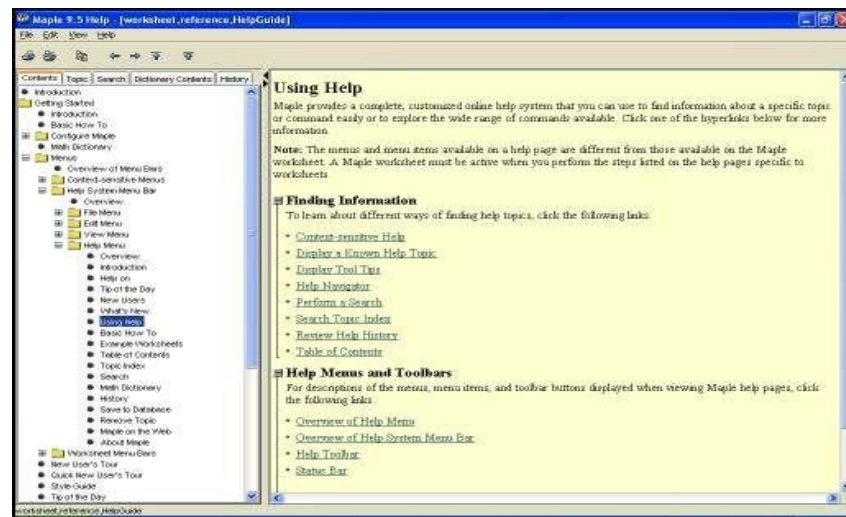 Maple 9.5 Help - [worksheet,reference,HelpGuide]
File Edit View Help
Contents Topic Search Dictionary Contents History
Introduction
Getting Started
Introduction
Basic How To
Configure Maple
Math Dictionary
Menus
Overview of Menu Bars
Context-sensitive Menus
Help System Menu Bar
Overview
File Menu
Edit Menu
View Menu
Help Menu
Overview
Introduction
Help on
Tip of the Day
New Users
What's New
Using Help
Basic How To
Example Worksheets
Table of Contents
Topic Index
Search
Math Dictionary
History
Save to Database
Remove Topic
Maple on the Web
About Maple
Worksheet Menu Bars
New User's Tour
Quick New User's Tour
Style Guide
Tip of the Day
Using Help
Maple provides a complete, customized online help system that you can use to find information about a specific topic
or command easily or to explore the wide range of commands available. Click one of the hyperlinks below for more
information.
Note: The menus and menu items available on a help page are different from those available on the Maple
worksheet. A Maple worksheet must be active when you perform the steps listed on the help pages specific to
worksheets.
Finding Information
To learn about different ways of finding help topics, click the following links.
Context-sensitive Help
Display a Known Help Topic
Display Tool Tips
Help Navigator
Perform a Search
Search Topic Index
Review Help History
Table of Contents
Help Menus and Toolbars
For descriptions of the menus, menu items, and toolbar buttons displayed when viewing Maple help pages, click
the following links.
Overview of Help Menu
Overview of Help System Menu Bar
Help Toolbar
Status Bar
worksheet,reference,HelpGuide